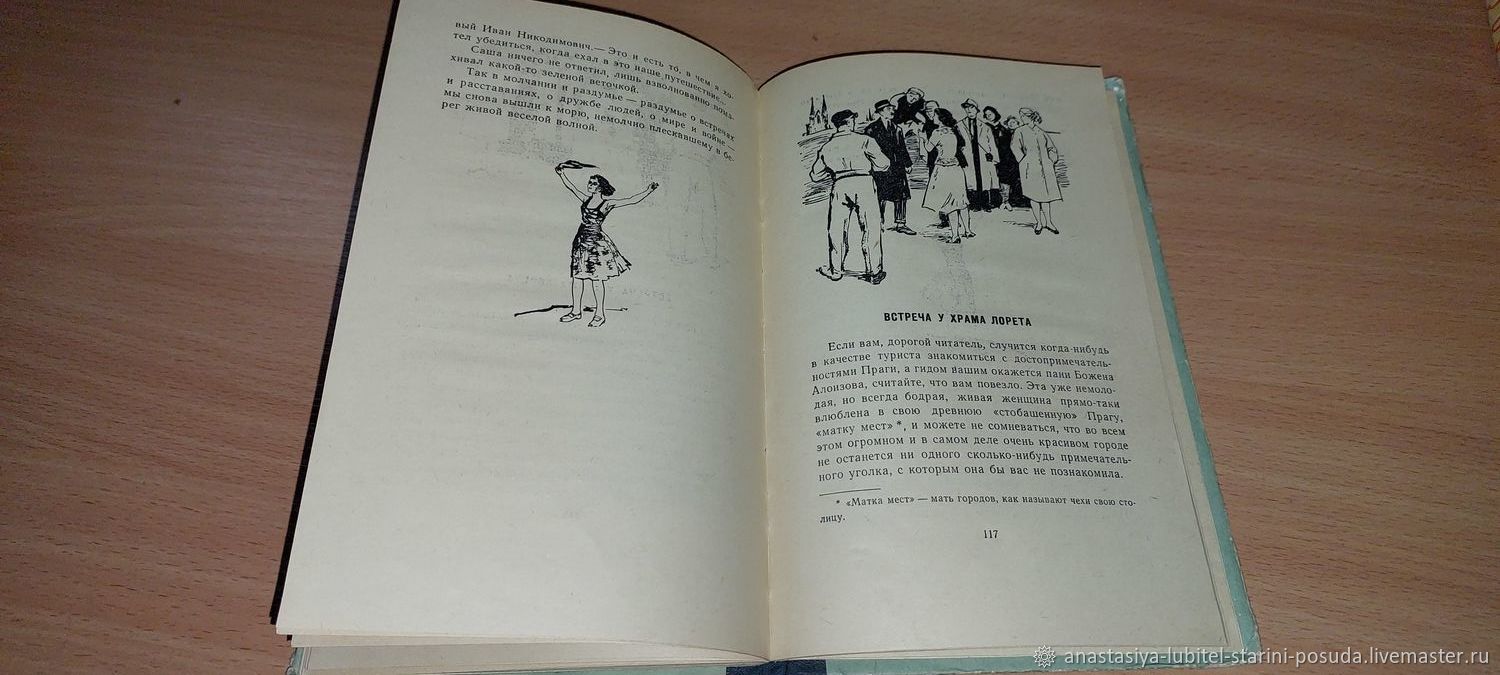 вый Иван Никодимович.— Это и есть то, в чем я хо-
тел убедиться, когда ехал в это наше путешествие...
Саша ничего не ответил, лишь взволнованно пома-
хивал какой-то зеленой веточкой.
Так в молчании и раздумье — раздумье о встречах
и расставаниях, о дружбе людей, о мире и войне —
мы снова вышли к морю, немолчно плескавшему в бе-
рег живой веселой волной.
ВСТРЕЧА У ХРАМА ЛОРЕТА
Если вам, дорогой читатель, случится когда-нибудь
в качестве туриста знакомиться с достопримечатель-
ностями Праги, а гидом вашим окажется пани Божена
Алоизова, считайте, что вам повезло. Эта уже немоло-
дая, но всегда бодрая, живая женщина прямо-таки
влюблена в свою древнюю «стобашенную» Прагу,
«матку мест»*, и можете не сомневаться, что во всем
этом огромном и в самом деле очень красивом городе
не останется ни одного сколько-нибудь примечатель-
ного уголка, с которым она бы вас не познакомила.
* «Матка мест» — мать городов, как называют чехи свою сто-
лицу.
117
anastasiya-lubitel-starini-posuda.livemaster.ru